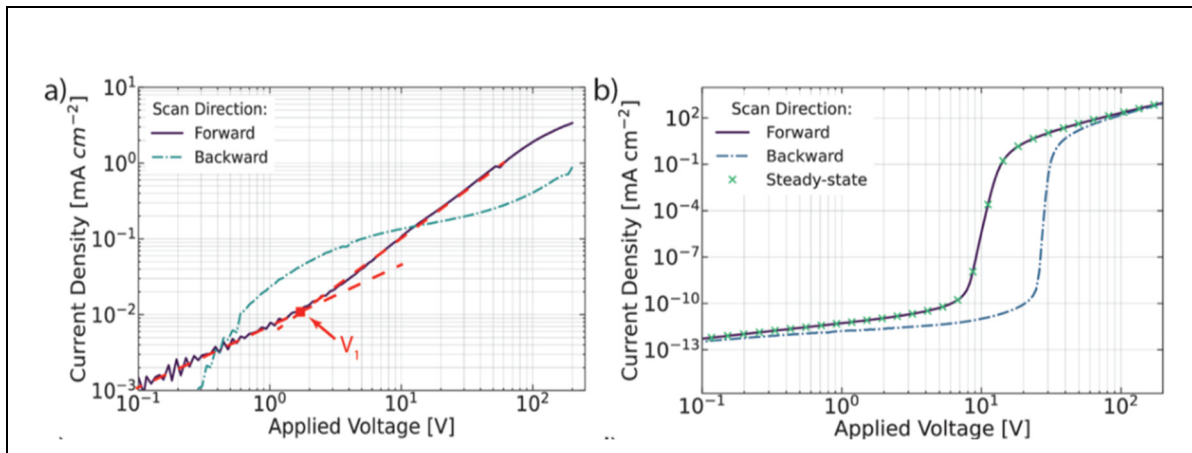 a)
Current Density [mA cm⁻²]
10¹
10⁰
10⁻¹
10⁻²
10⁻³
Scan Direction:
Forward
Backward
V₁
10⁻¹ 10⁰ 10¹ 10²
Applied Voltage [V]
b)
Current Density [mA cm⁻²]
10²
10⁻¹
10⁻⁴
10⁻⁷
10⁻¹⁰
10⁻¹³
Scan Direction:
Forward
Backward
Steady-state
10⁻¹ 10⁰ 10¹ 10²
Applied Voltage [V]